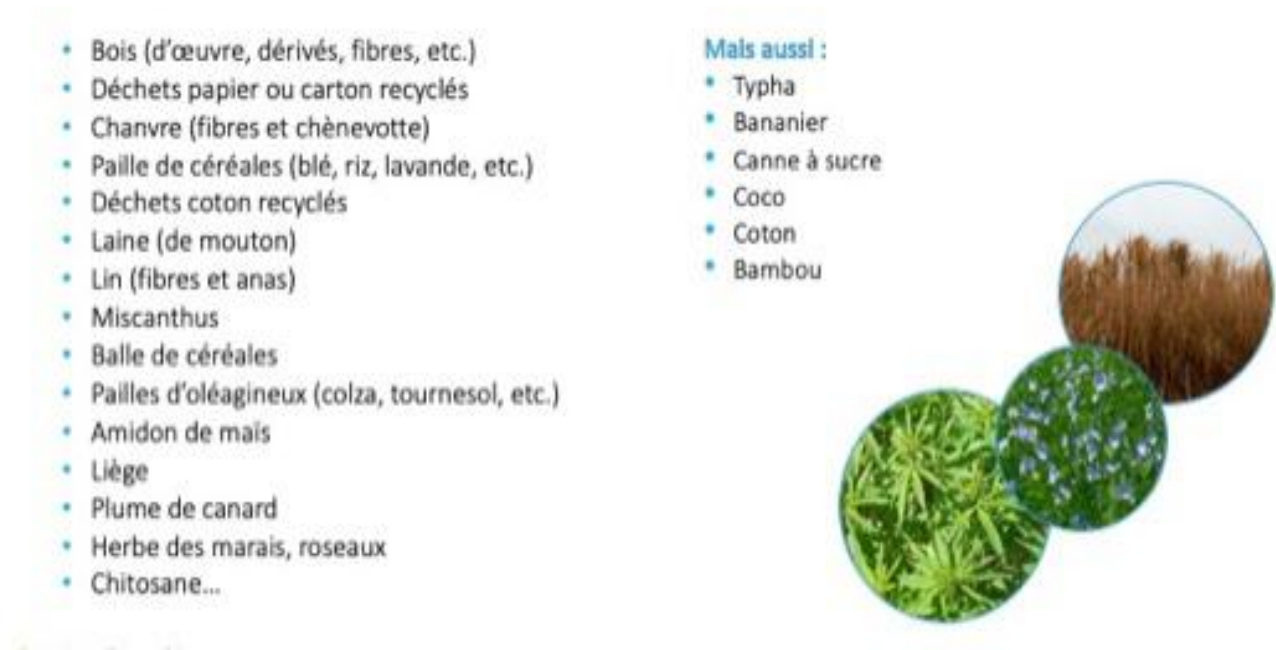 • Bois (d'œuvre, dérivés, fibres, etc.)
• Déchets papier ou carton recyclés
• Chanvre (fibres et chènevotte)
• Paille de céréales (blé, riz, lavande, etc.)
• Déchets coton recyclés
• Laine (de mouton)
• Lin (fibres et anas)
• Miscanthus
• Balle de céréales
• Pailles d'oléagineux (colza, tournesol, etc.)
• Amidon de maïs
• Liège
• Plume de canard
• Herbe des marais, roseaux
• Chitosane...
Mais aussi :
• Typha
• Bananier
• Canne à sucre
• Coco
• Coton
• Bambou